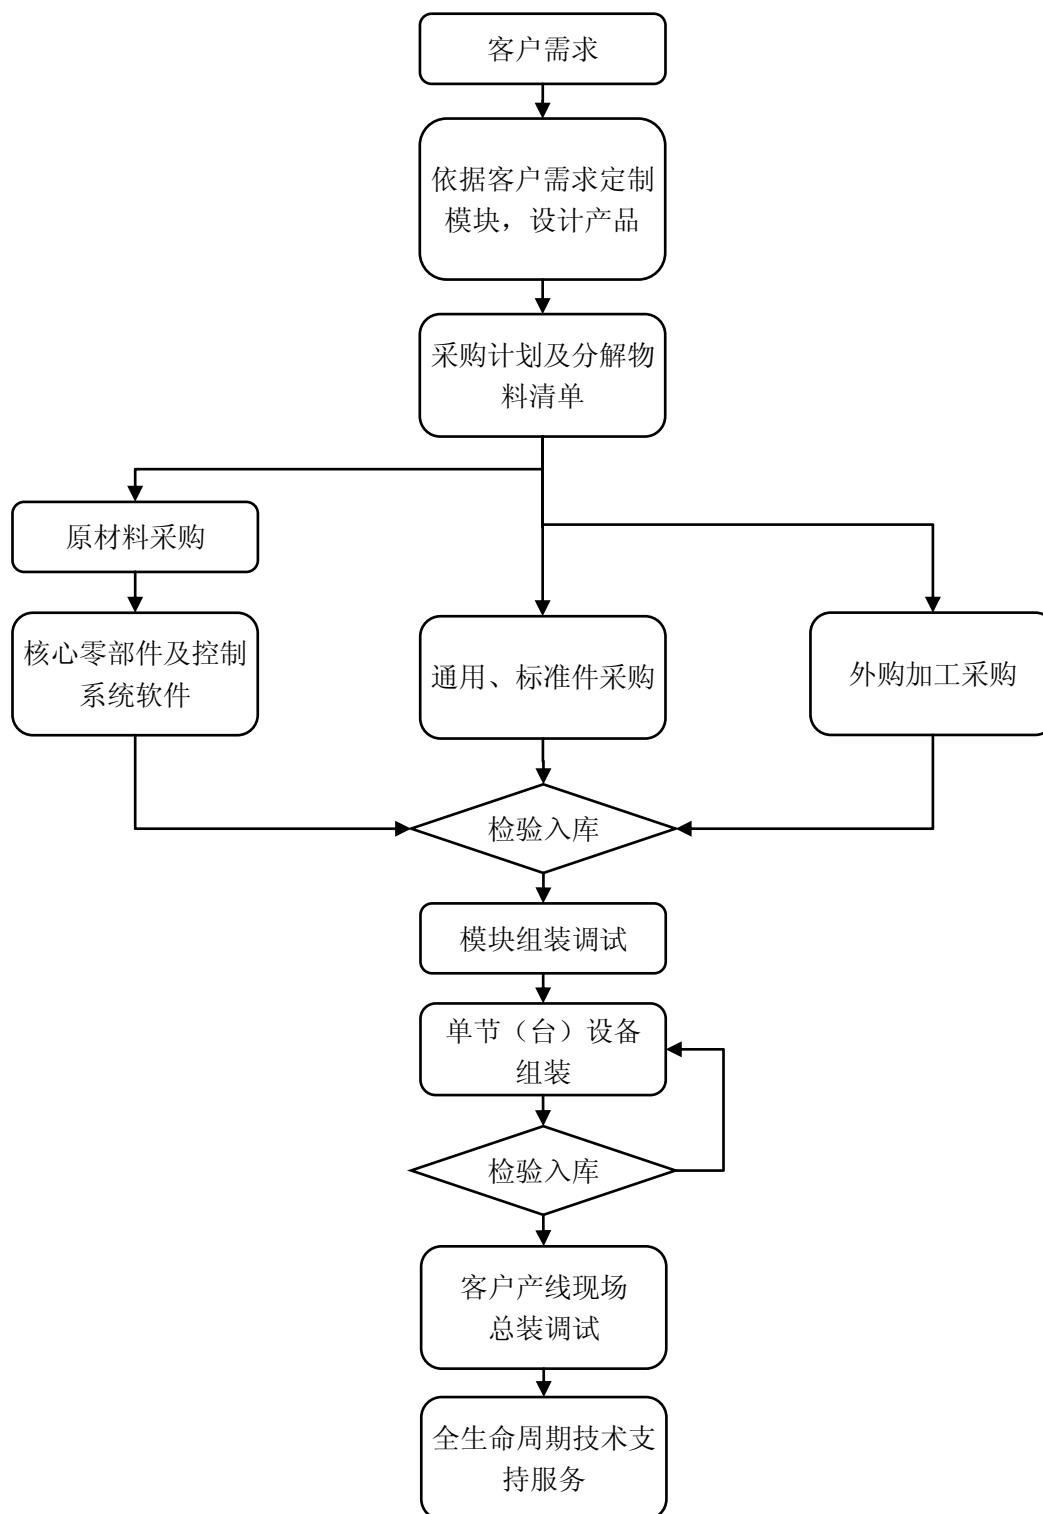 客户需求
依据客户需求定制
模块，设计产品
采购计划及分解物
料清单
原材料采购
核心零部件及控制
系统软件
通用、标准件采购
外购加工采购
检验入库
模块组装调试
单节（台）设备
组装
检验入库
客户产线现场
总装调试
全生命周期技术支
持服务